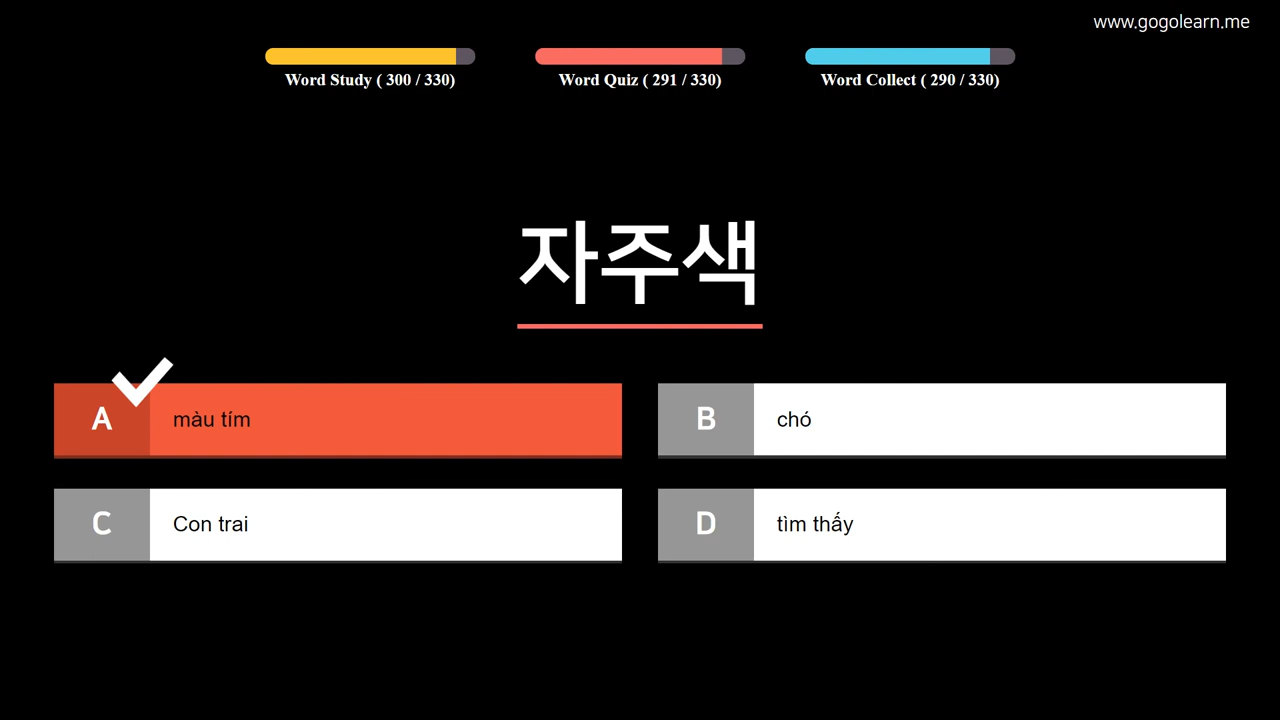 www.gogolearn.me
Word Study ( 300 / 330)
Word Quiz ( 291 / 330)
Word Collect ( 290 / 330)
자주색
A màu tím
B chó
C Con trai
D tìm thấy